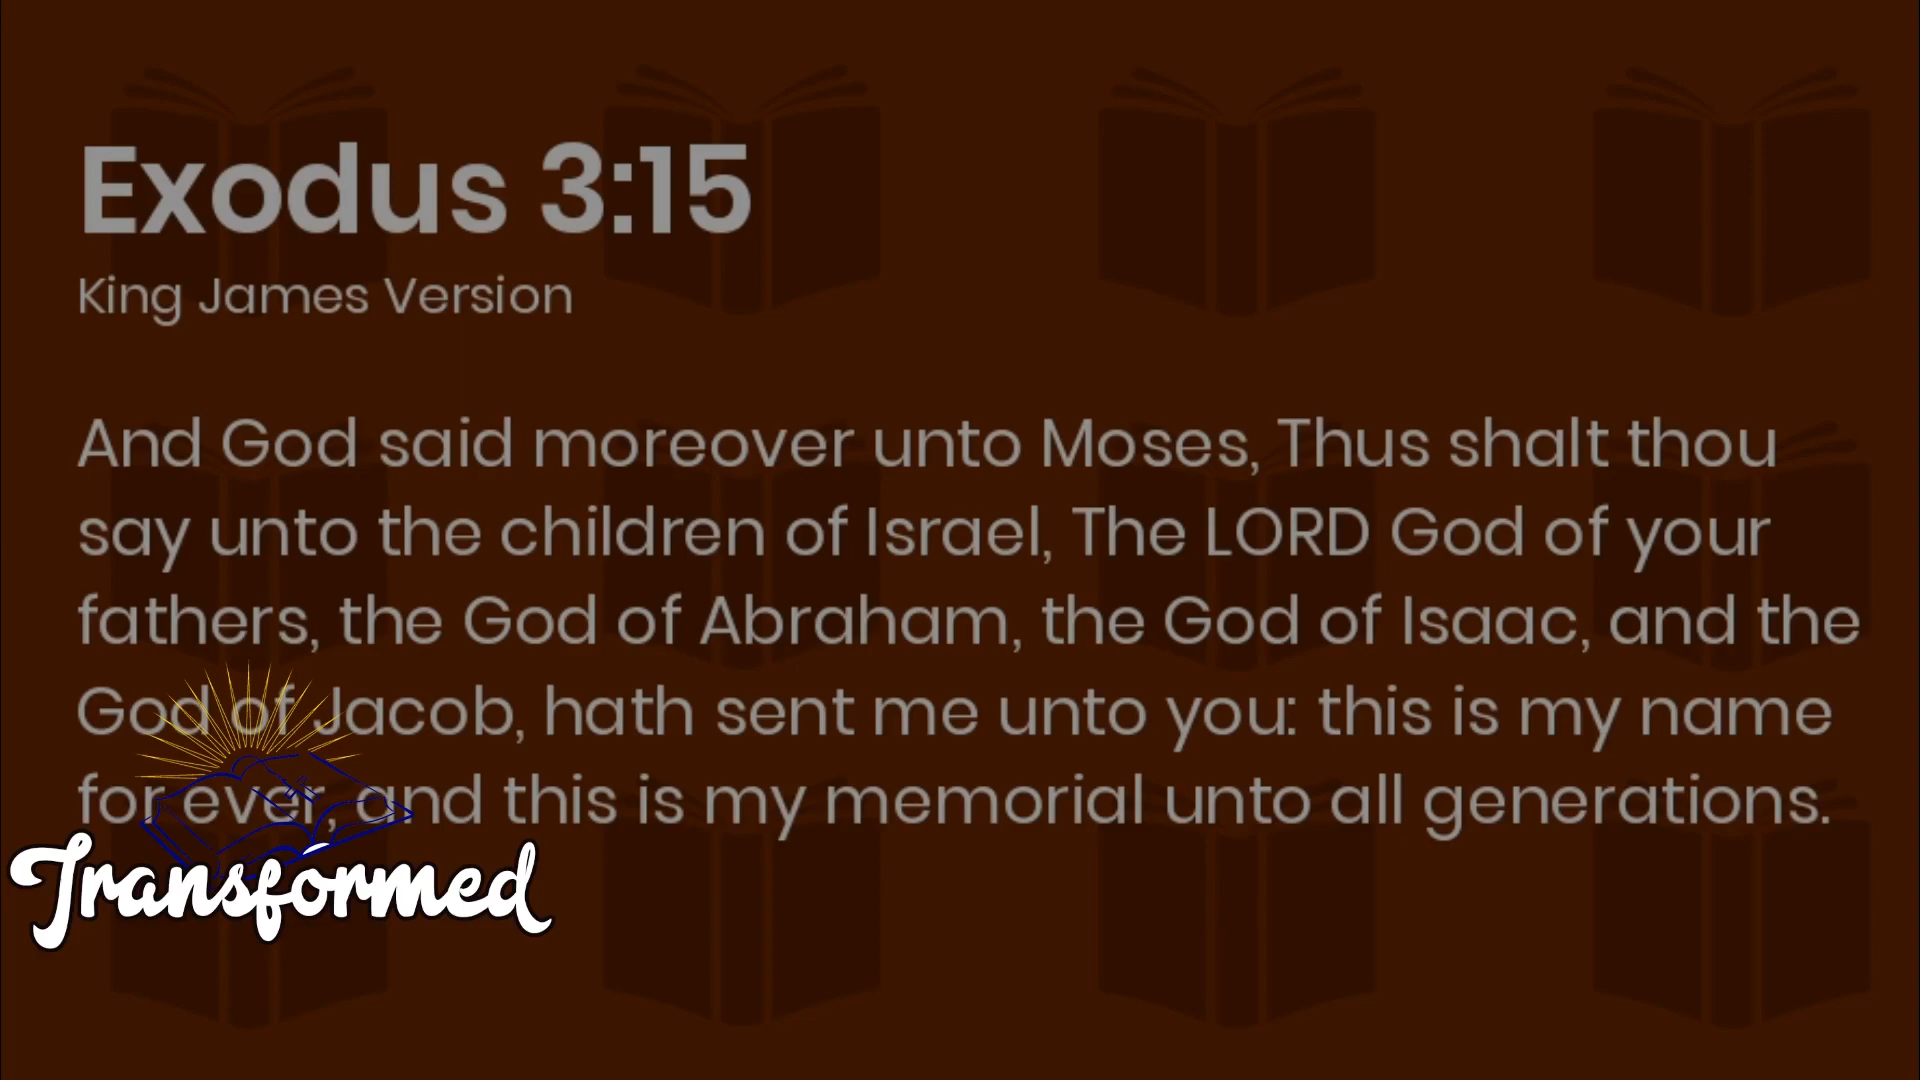 Exodus 3:15
King James Version
And God said moreover unto Moses, Thus shalt thou
say unto the children of Israel, The LORD God of your
fathers, the God of Abraham, the God of Isaac, and the
God of Jacob, hath sent me unto you: this is my name
for ever, and this is my memorial unto all generations.
Transformed